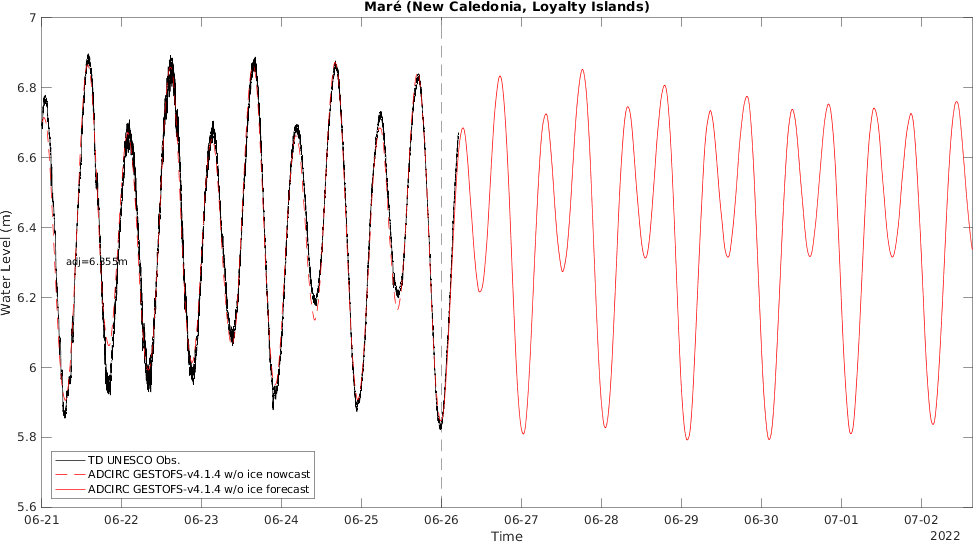 Maré (New Caledonia, Loyalty Islands)
7
6.8
6.6
6.4
6.2
6
5.8
5.6
Water Level (m)
adj=6.355m
TD UNESCO Obs.
ADCIRC GESTOFS-v4.1.4 w/o ice nowcast
ADCIRC GESTOFS-v4.1.4 w/o ice forecast
06-21 06-22 06-23 06-24 06-25 06-26 06-27 06-28 06-29 06-30 07-01 07-02
Time
2022